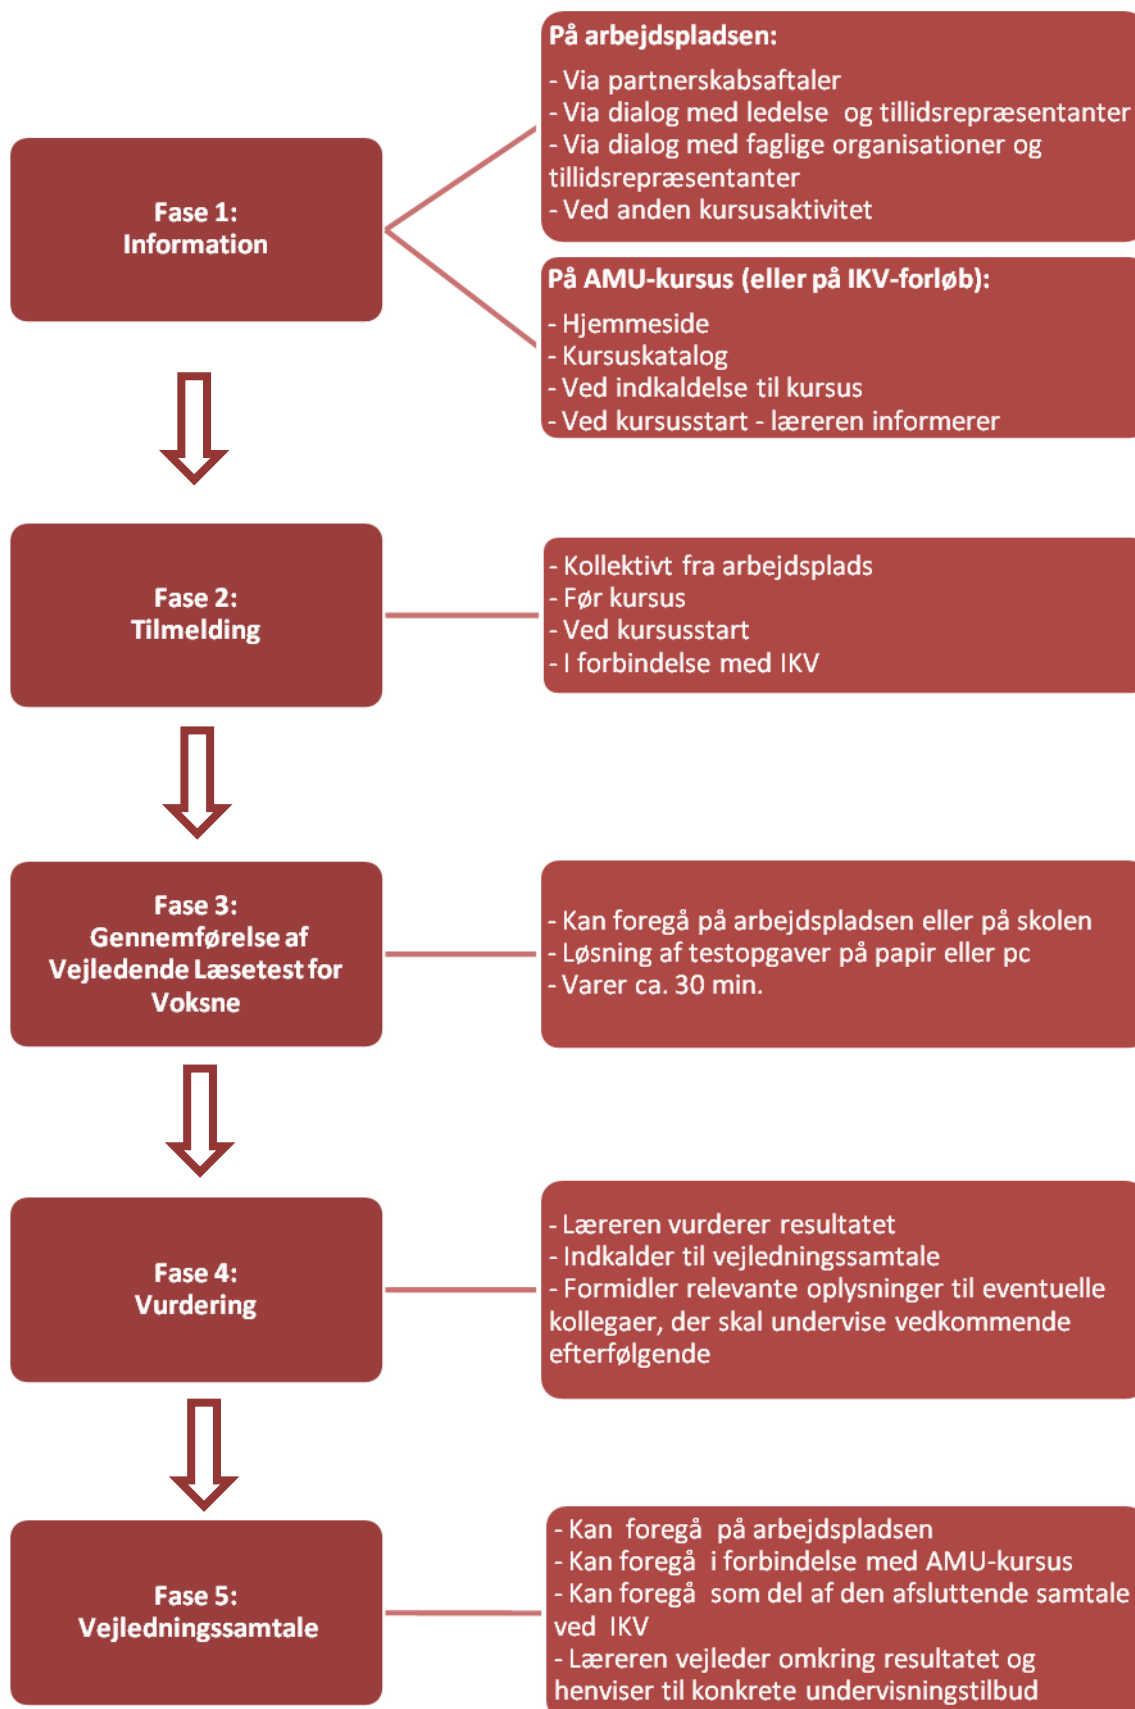 Fase 1:
Information
På arbejdspladsen:
- Via partnerskabsaftaler
- Via dialog med ledelse og tillidsrepræsentanter
- Via dialog med faglige organisationer og
tillidsrepræsentanter
- Ved anden kursusaktivitet
På AMU-kursus (eller på IKV-forløb):
- Hjemmeside
- Kursuskatalog
- Ved indkaldelse til kursus
- Ved kursusstart - læreren informerer
Fase 2:
Tilmelding
- Kollektivt fra arbejdsplads
- Før kursus
- Ved kursusstart
- I forbindelse med IKV
Fase 3:
Gennemførelse af
Vejledende Læsetest for
Voksne
- Kan foregå på arbejdspladsen eller på skolen
- Løsning af testopgaver på papir eller pc
- Varer ca. 30 min.
Fase 4:
Vurdering
- Læreren vurderer resultatet
- Indkalder til vejledningssamtale
- Formidler relevante oplysninger til eventuelle
kollegaer, der skal undervise vedkommende
efterfølgende
Fase 5:
Vejledningssamtale
- Kan foregå på arbejdspladsen
- Kan foregå i forbindelse med AMU-kursus
- Kan foregå som del af den afsluttende samtale
ved IKV
- Læreren vejleder omkring resultatet og
henviser til konkrete undervisningstilbud